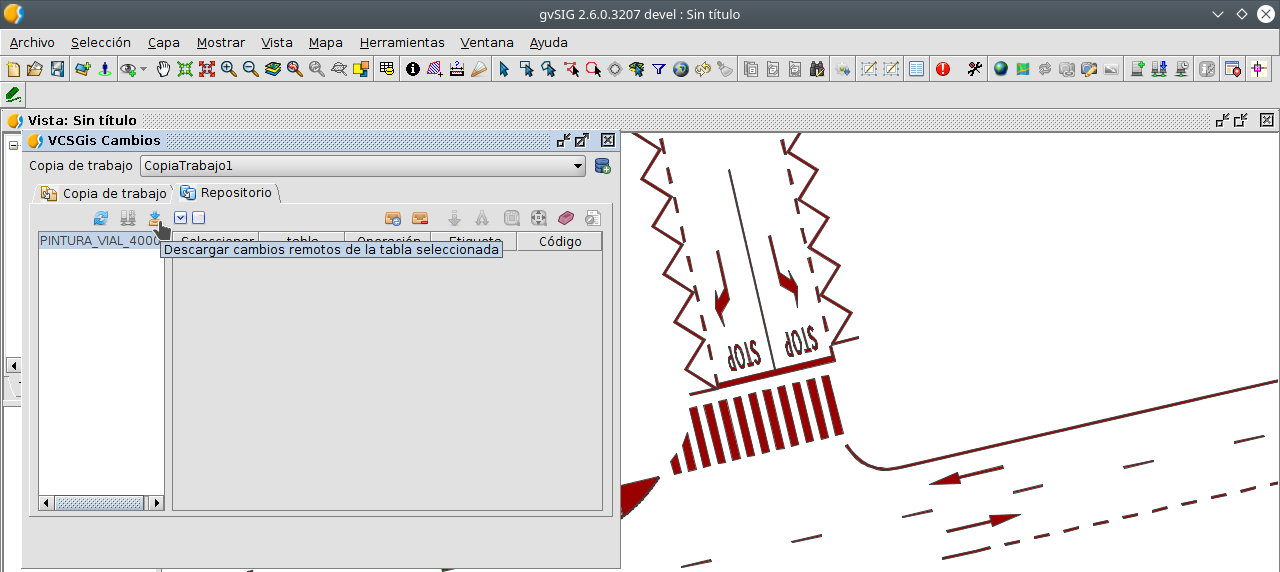 gvSIG 2.6.0.3207 devel : Sin título
Archivo Selección Capa Mostrar Vista Mapa Herramientas Ventana Ayuda
Vista: Sin título
VCSGis Cambios
Copia de trabajo CopiaTrabajo1
Copia de trabajo Repositorio
PINTURA_VIAL_4000 Seleccionar tabla Operación Etiqueta Código
Descargar cambios remotos de la tabla seleccionada
STOP STOP